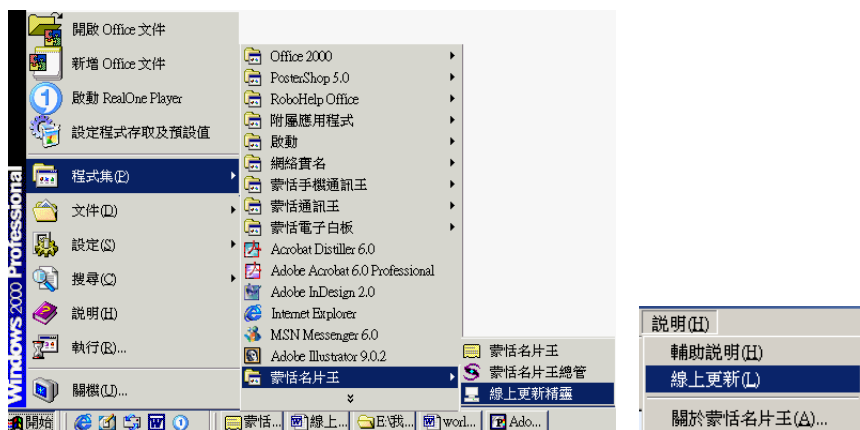 開啟 Office 文件
新增 Office 文件
啟動 RealOne Player
設定程式存取及預設值
程式集(P)
文件(D)
設定(S)
搜尋(C)
說明(H)
執行(R)...
關機(U)...
Windows 2000 Professional
Office 2000
PosterShop 5.0
RoboHelp Office
附屬應用程式
啟動
網絡實名
蒙恬手機通訊王
蒙恬通訊王
蒙恬電子白板
Acrobat Distiller 6.0
Adobe Acrobat 6.0 Professional
Adobe InDesign 2.0
Internet Explorer
MSN Messenger 6.0
Adobe Illustrator 9.0.2
蒙恬名片王
蒙恬名片王
蒙恬名片王總管
線上更新精靈
開始
蒙恬...
線上...
E:\我...
worl...
Ado...
說明(H)
輔助說明(H)
線上更新(L)
關於蒙恬名片王(A)...